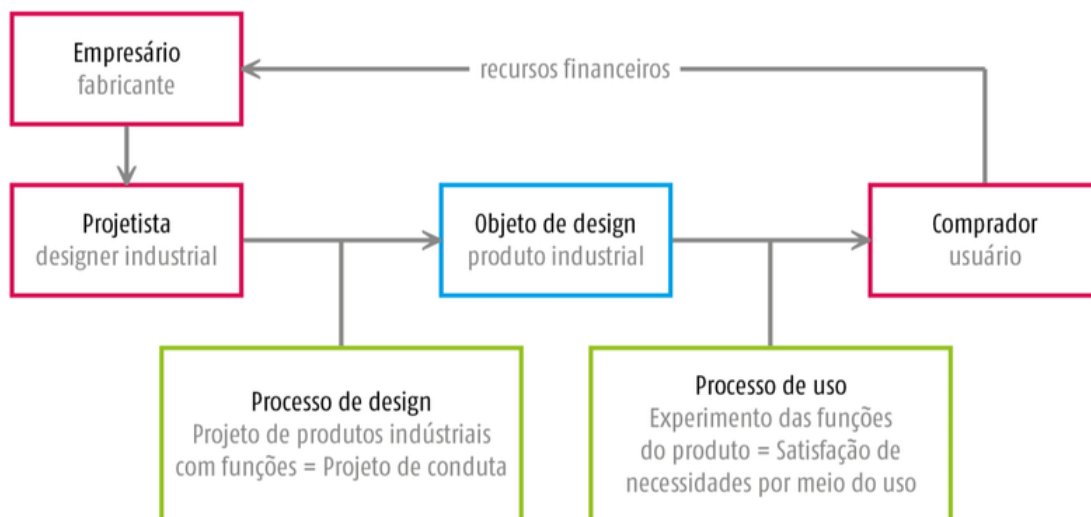 Empresário
fabricante
recursos financeiros
Projetista
designer industrial
Objeto de design
produto industrial
Comprador
usuário
Processo de design
Projeto de produtos indústriais
com funções = Projeto de conduta
Processo de uso
Experimento das funções
do produto = Satisfação de
necessidades por meio do uso